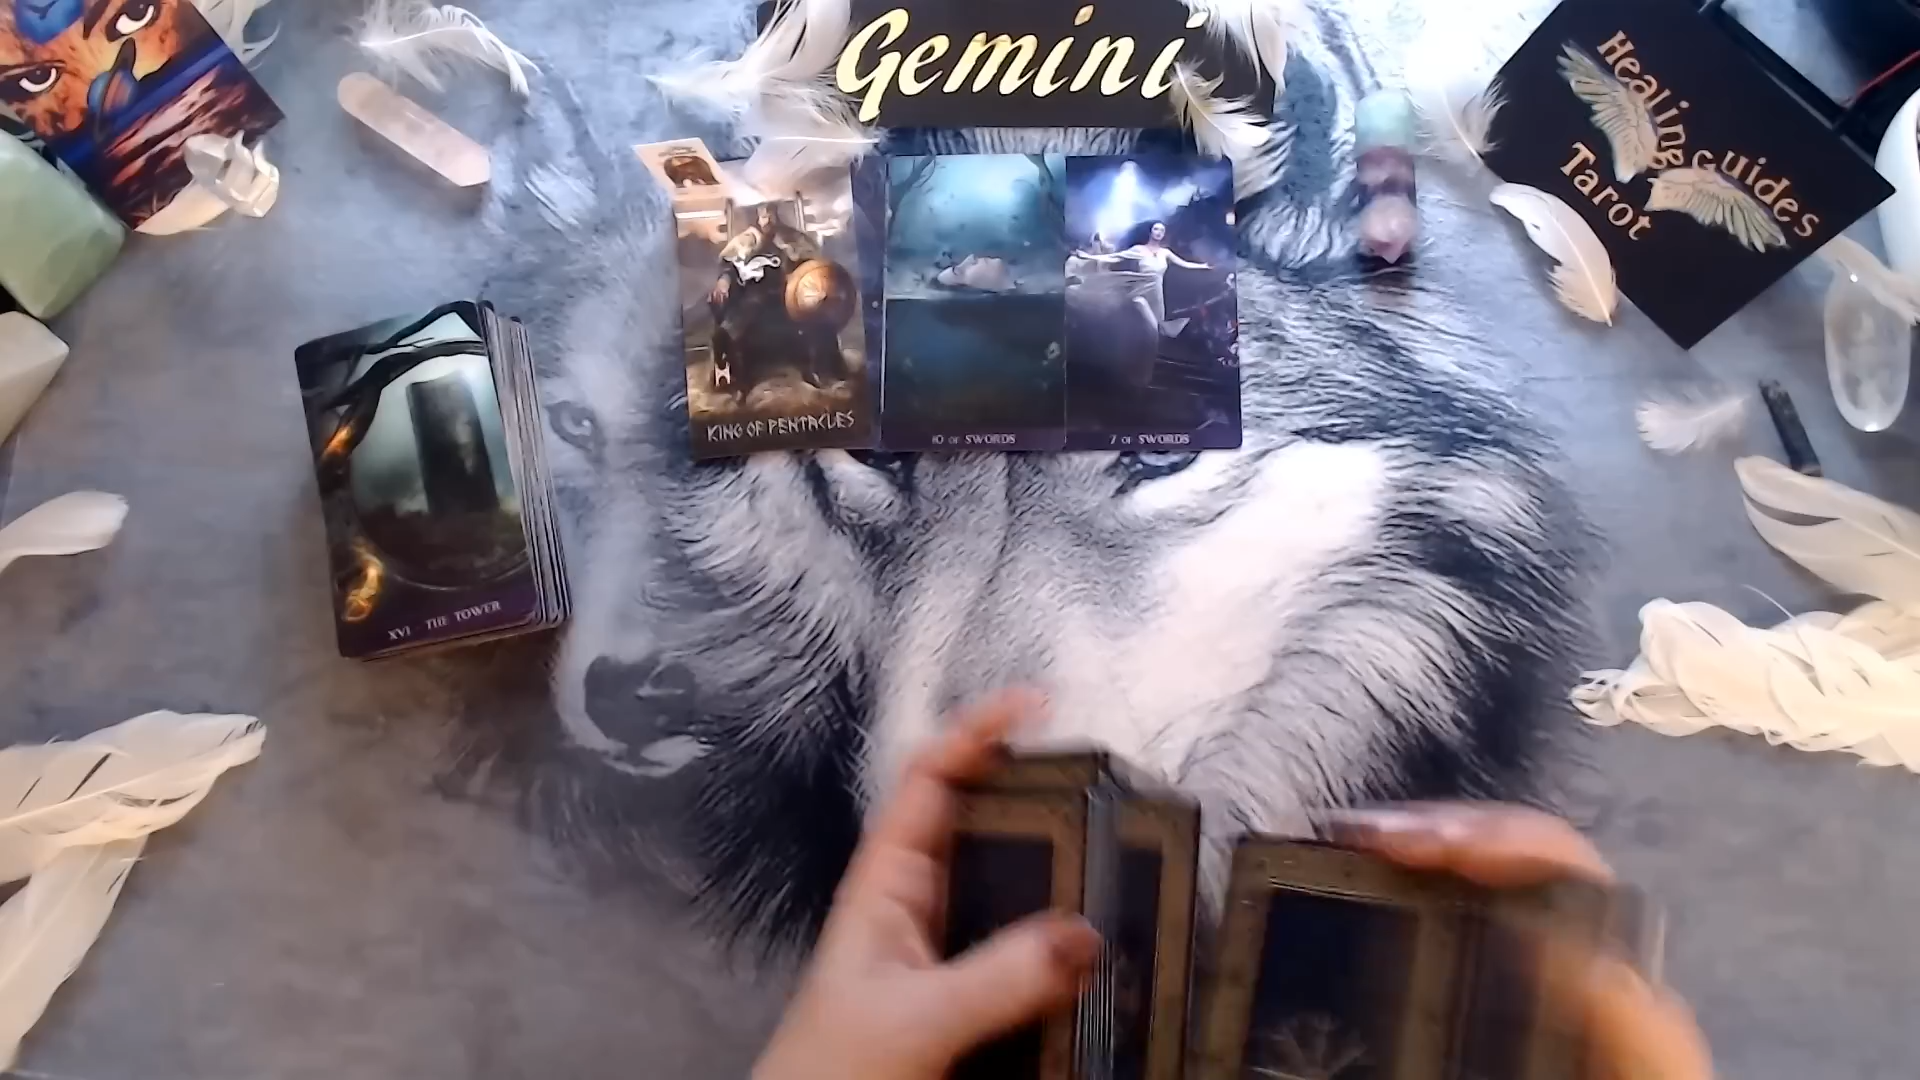 Gemini
Healing Guides
Tarot
KING OF PENTACLES
10 OF SWORDS
7 OF SWORDS
XVI THE TOWER